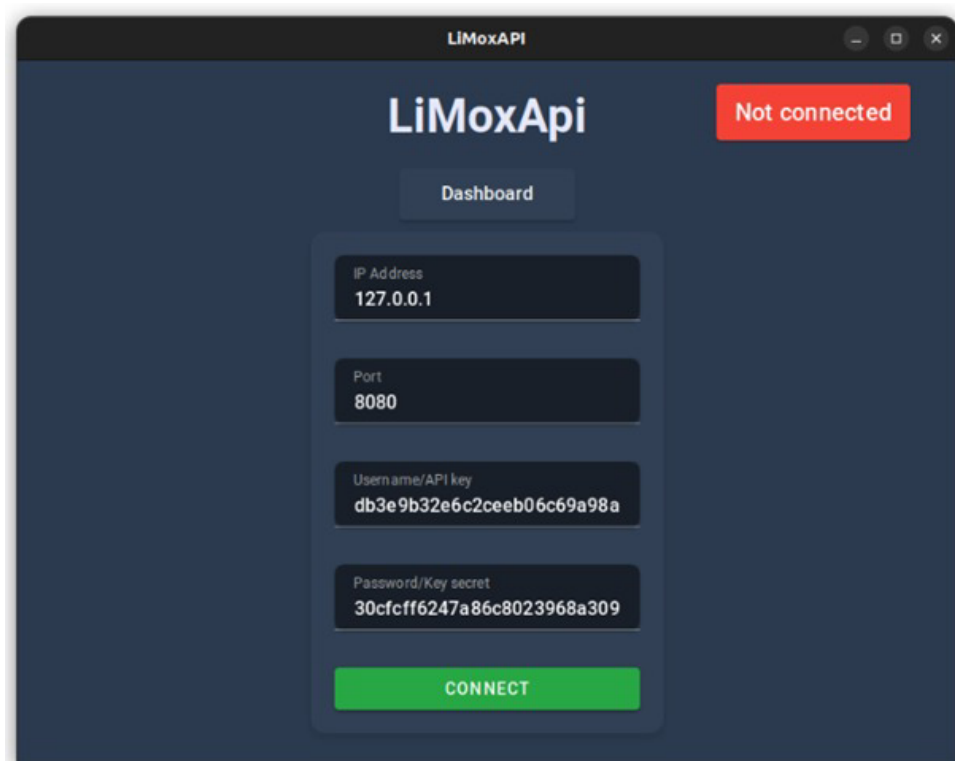 LiMoxAPI
LiMoxApi
Not connected
Dashboard
IP Address
127.0.0.1
Port
8080
Username/API key
db3e9b32e6c2ceeb06c69a98a
Password/Key secret
30cfcff6247a86c8023968a309
CONNECT